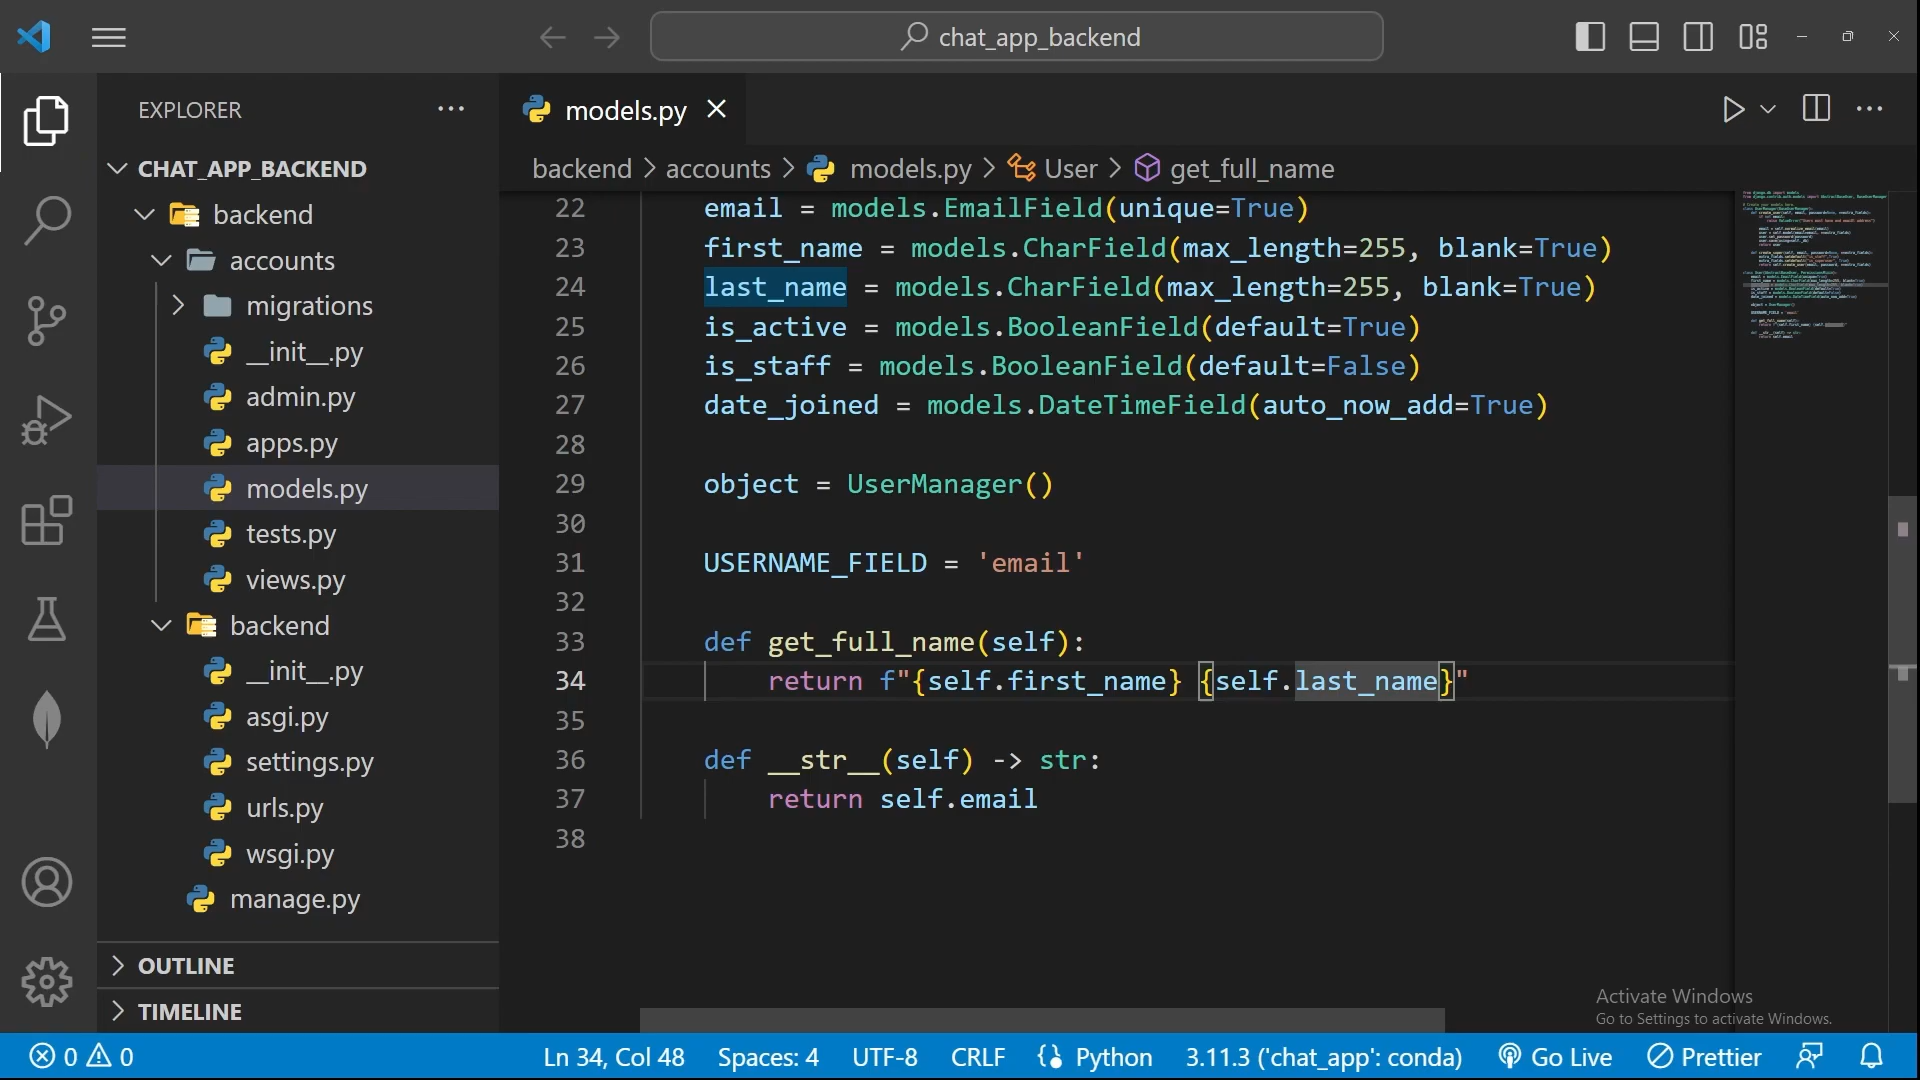 chat_app_backend
EXPLORER
CHAT_APP_BACKEND
backend
accounts
migrations
__init__.py
admin.py
apps.py
models.py
tests.py
views.py
backend
__init__.py
asgi.py
settings.py
urls.py
wsgi.py
manage.py
OUTLINE
TIMELINE
models.py
backend > accounts > models.py > User > get_full_name
22 email = models.EmailField(unique=True)
23 first_name = models.CharField(max_length=255, blank=True)
24 last_name = models.CharField(max_length=255, blank=True)
25 is_active = models.BooleanField(default=True)
26 is_staff = models.BooleanField(default=False)
27 date_joined = models.DateTimeField(auto_now_add=True)
28
29 object = UserManager()
30
31 USERNAME_FIELD = 'email'
32
33 def get_full_name(self):
34 return f"{self.first_name} {self.last_name}"
35
36 def __str__(self) -> str:
37 return self.email
38
Activate Windows
Go to Settings to activate Windows.
0 0 Ln 34, Col 48 Spaces: 4 UTF-8 CRLF Python 3.11.3 ('chat_app': conda) Go Live Prettier